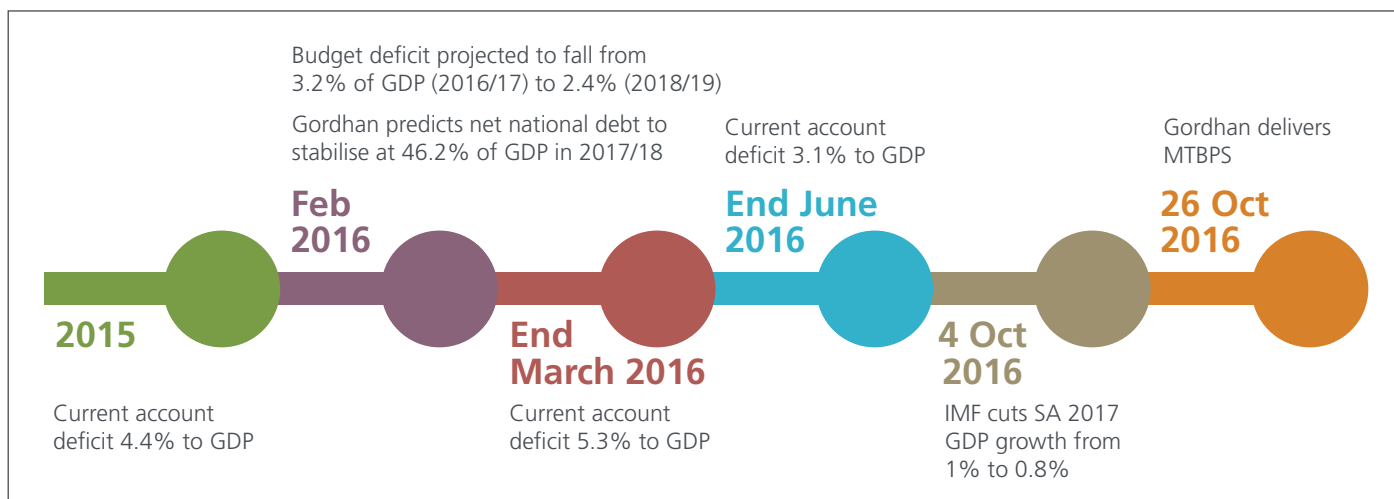 2015
Current account
deficit 4.4% to GDP
Budget deficit projected to fall from
3.2% of GDP (2016/17) to 2.4% (2018/19)
Gordhan predicts net national debt to
stabilise at 46.2% of GDP in 2017/18
Feb
2016
End
March 2016
Current account
deficit 5.3% to GDP
Current account
deficit 3.1% to GDP
End June
2016
4 Oct
2016
IMF cuts SA 2017
GDP growth from
1% to 0.8%
Gordhan delivers
MTBPS
26 Oct
2016